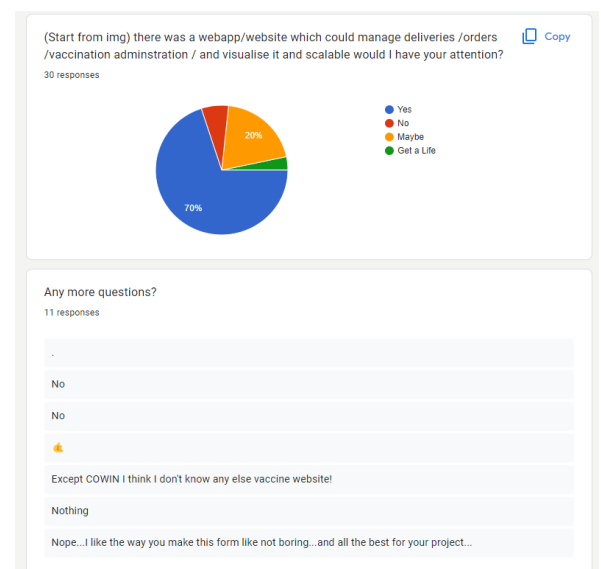 (Start from img) there was a webapp/website which could manage deliveries /orders
Copy
/vaccination adminstration / and visualise it and scalable would I have your attention?
30 responses
Yes
No
Maybe
Get a Life
20%
70%
Any more questions?
11 responses
.
No
No
Except COWIN I think I don't know any else vaccine website!
Nothing
Nope...I like the way you make this form like not boring...and all the best for your project...